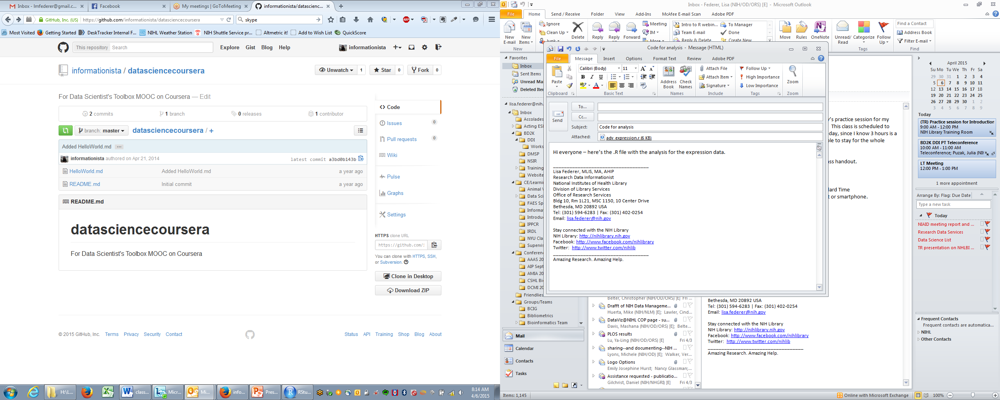 Inbox - lmfederer@gmail.c...
Facebook
My meetings | GoToMeeting
informationista/datascienc...
GitHub, Inc. (US)
https://github.com/informationista/datasciencecoursera
skype
ABP
Most Visited
Getting Started
DeskTracker Internal F...
NIHL Weather Station
NIH Shuttle Service pr...
Altmetric it!
Add to Wish List
QuickScore
This repository
Search
Explore
Gist
Blog
Help
informationista
informationista / datasciencecoursera
Unwatch
1
Star
0
Fork
0
For Data Scientist's Toolbox MOOC on Coursera — Edit
2 commits
1 branch
0 releases
1 contributor
branch: master
datasciencecoursera / +
Added HelloWorld.md
informationista authored on Apr 21, 2014
latest commit a3bd0b143b
HelloWorld.md
Added HelloWorld.md
a year ago
README.md
Initial commit
a year ago
README.md
datasciencecoursera
For Data Scientist's Toolbox MOOC on Coursera
Code
Issues
0
Pull requests
0
Wiki
Pulse
Graphs
Settings
HTTPS clone URL
https://github.com/i
You can clone with HTTPS, SSH,
or Subversion.
Clone in Desktop
Download ZIP
© 2015 GitHub, Inc.
Terms
Privacy
Security
Contact
Status
API
Training
Shop
Blog
About
H:\L...
class...
Micr...
Mi...
info...
Pres...
RStu...
8:14 AM
4/6/2015
Inbox - Federer, Lisa (NIH/OD/ORS) [E] - Microsoft Outlook
File
Home
Send / Receive
Folder
View
Add-Ins
McAfee E-mail Scan
Adobe PDF
New
E-mail
New
Items
New
Ignore
Clean Up
Junk
Delete
Reply
Reply
All
Forward
Meeting
IM
More
Intro to R webin...
Team E-mail
Reply & Delete
To Manager
Done
Create New
Move
Rules
OneNote
Unread/
Read
Categorize
Follow
Up
Tags
Find a Contact
Address Book
Filter E-mail
Find
Favorites
Inbox
Sent Items
Unread Ma
Deleted Iter
lisa.federer@nih.
Inbox
Accolades
Acting ES
BD2K
DDI
Works
DMSP
NSIR
Training
Website
CE/Learnin
Animal V
Data Sci
FAES Sp
Informat
Introduc
IPPCR
IRDL
NYU Cla
Supervis
Conferenc
AAAS 20
AIP Sept
AMIA 20
CSHL Bi
DCMI 20
Friendlies
Groups/Teams
BCIG
Bibliometrics
Bioinformatics Team
Mail
Calendar
Contacts
Tasks
Items: 1,145
Code for analysis - Message (HTML)
File
Message
Insert
Options
Format Text
Review
Adobe PDF
Paste
Clipboard
Calibri (Body)
11
B I U
Basic Text
Address
Book
Check
Names
Names
Attach File
Attach Item
Signature
Include
Follow Up
High Importance
Low Importance
Tags
Zoom
Zoom
Send
To...
Cc...
Subject:
Code for analysis
Attached:
adv_expression.r (6 KB)
Hi everyone – here's the .R file with the analysis for the expression data.
Lisa Federer, MLIS, MA, AHIP
Research Data Informationist
National Institutes of Health Library
Division of Library Services
Office of Research Services
Bldg 10, Rm 1L21, MSC 1150, 10 Center Drive
Bethesda, MD 20892 USA
Tel: (301) 594-6283 | Fax: (301) 402-0254
Email: lisa.federer@nih.gov
Stay connected with the NIH Library
NIH Library: http://nihlibrary.nih.gov
Facebook: http://www.facebook.com/nihlibrary
Twitter: http://www.twitter.com/nihlib
Amazing Research. Amazing Help.
Belter, Christopher (NIH/OD/ORS) [E] Fri ...
Drafft of NIH Data Manageme...
Huerta, Mike (NIH/NLM) [E]; Lawler, Cind...
DataViz@NIHL COP page - su...
Davis, Mashana (NIH/OD/ORS) [E]; Belte...
PLOS results
Lu, Ya-Ling (NIH/OD/ORS) [E]
Fri 4/3
sharing--and documenting--NIH ...
Lyons, Michele (NIH/OD) [E]; Walker, Ver...
Logo Options
Emily Josephine Hurst; Nancy Glassman;...
Assistance requested - publicatio...
Gilchrist, Daniel (NIH/NHGRI) [E]
Fri 4/3
y's practice session for my
This class is scheduled to
day, since I know 3 hours is a
le to stay for the whole
ss handout.
lard Time
t or smartphone.
Bethesda, MD 20892 USA
Tel: (301) 594-6283 | Fax: (301) 402-0254
Email: lisa.federer@nih.gov
Stay connected with the NIH Library
NIH Library: http://nihlibrary.nih.gov
Facebook: http://www.facebook.com/nihlibrary
Twitter: http://www.twitter.com/nihlib
Amazing Research. Amazing Help.
April 2015
Su Mo Tu We Th Fr Sa
29 30 31 1 2 3 4
5 6 7 8 9 10 11
12 13 14 15 16 17 18
19 20 21 22 23 24 25
26 27 28 29 30 1 2
3 4 5 6 7 8 9
Today
(TR) Practice session for Introduction
9:00 AM - 12:00 PM
NIH Library Training Room
BD2K DDI PT Teleconference
10:00 AM - 11:00 AM
Teleconference; Puzak, Julia (NIH
LT Meeting
12:00 PM - 1:00 PM
1 more appointment
Arrange By: Flag: Due Date
Type a new task
Today
NIAID meeting report and ...
Research Data Services
Data Science List
TR presentation on NHLBI ...
Frequent Contacts
Frequent contacts are automatica...
NIHL
Other Contacts
Online with Microsoft Exchange
100%